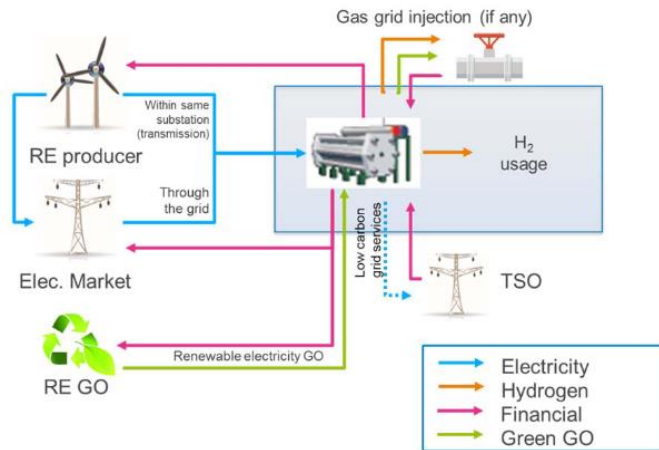 Gas grid injection (if any)
Within same
substation
(transmission)
RE producer
H₂
usage
Through
the grid
Elec. Market
Low carbon
grid services
TSO
Renewable electricity GO
RE GO
Electricity
Hydrogen
Financial
Green GO